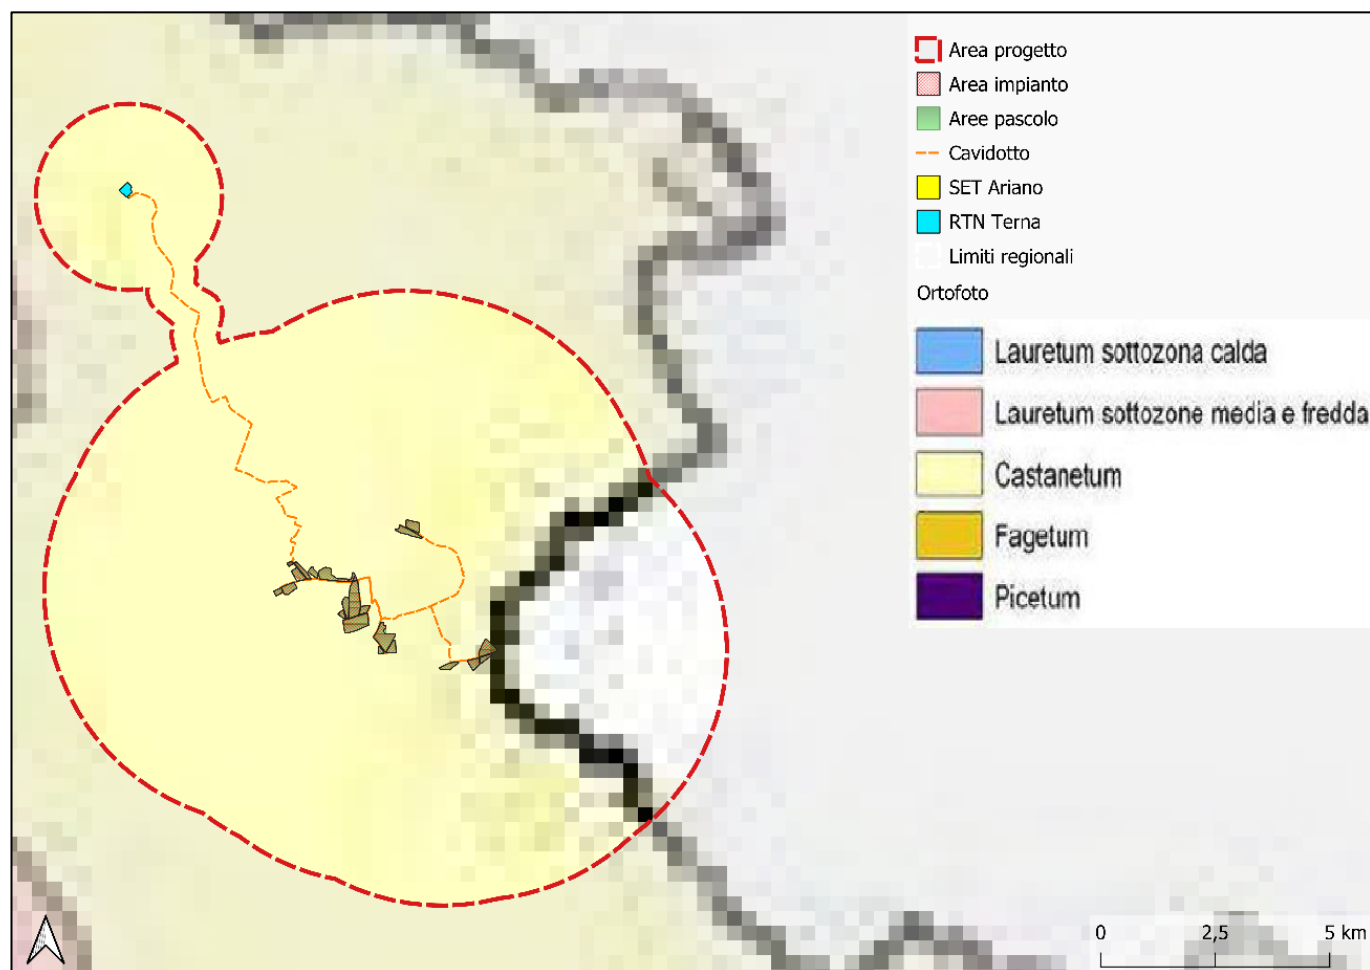 Area progetto
Area impianto
Aree pascolo
Cavidotto
SET Ariano
RTN Terna
Limiti regionali
Ortofoto
Lauretum sottozona calda
Lauretum sottozone media e fredda
Castanetum
Fagetum
Picetum
0 2,5 5 km